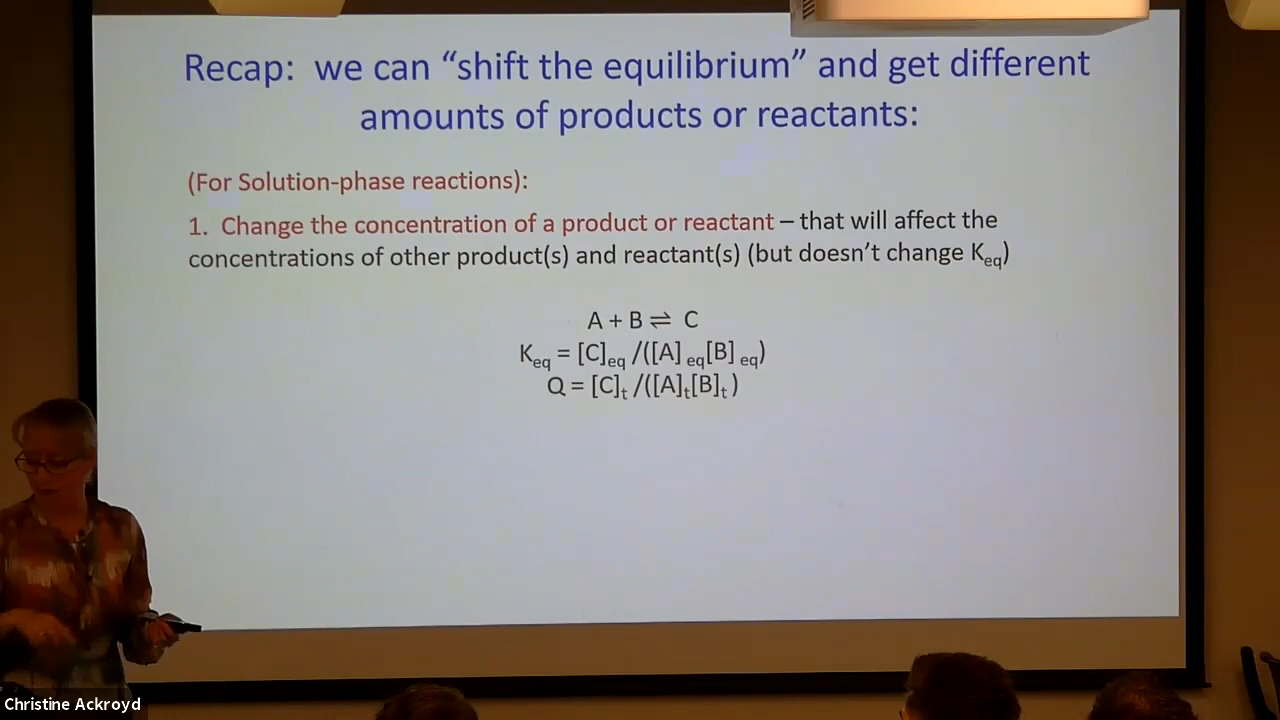 Recap: we can “shift the equilibrium” and get different
amounts of products or reactants:
(For Solution-phase reactions):
1. Change the concentration of a product or reactant – that will affect the
concentrations of other product(s) and reactant(s) (but doesn’t change Keq)
A + B ⇌ C
Keq = [C]eq /([A] eq[B] eq)
Q = [C]t /([A]t[B]t )
Christine Ackroyd